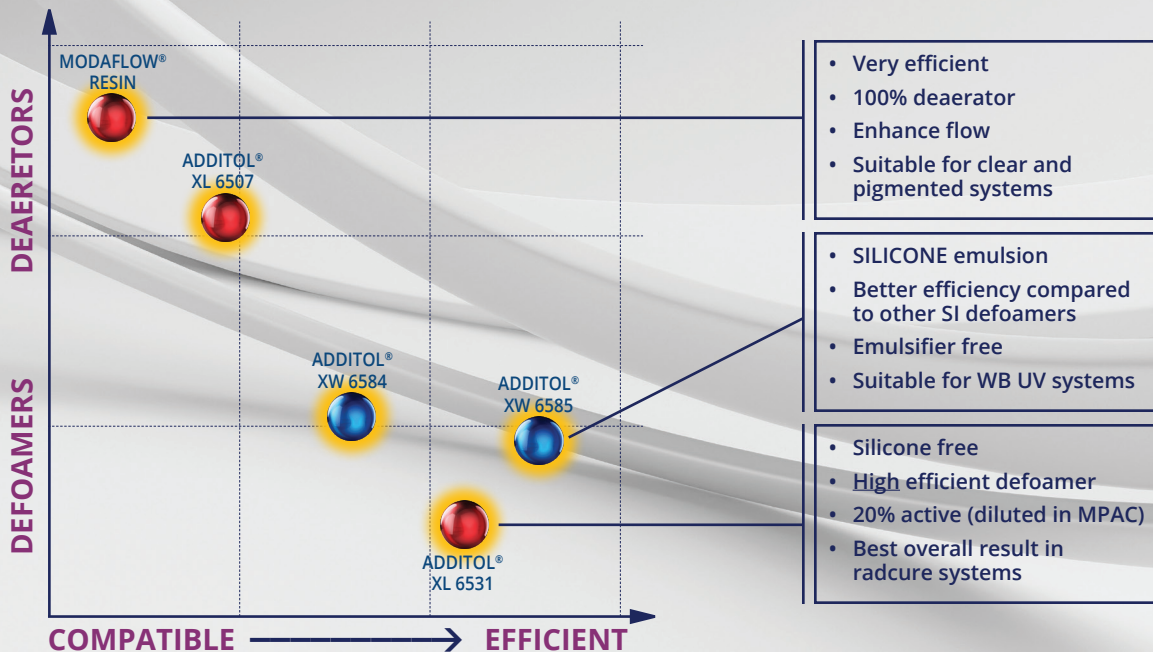 DEAERETORS
DEFOAMERS
MODAFLOW®
RESIN
ADDITOL®
XL 6507
ADDITOL®
XW 6584
ADDITOL®
XW 6585
ADDITOL®
XL 6531
COMPATIBLE
EFFICIENT
• Very efficient
• 100% deaerator
• Enhance flow
• Suitable for clear and
pigmented systems
• SILICONE emulsion
• Better efficiency compared
to other SI defoamers
• Emulsifier free
• Suitable for WB UV systems
• Silicone free
• High efficient defoamer
• 20% active (diluted in MPAC)
• Best overall result in
radcure systems